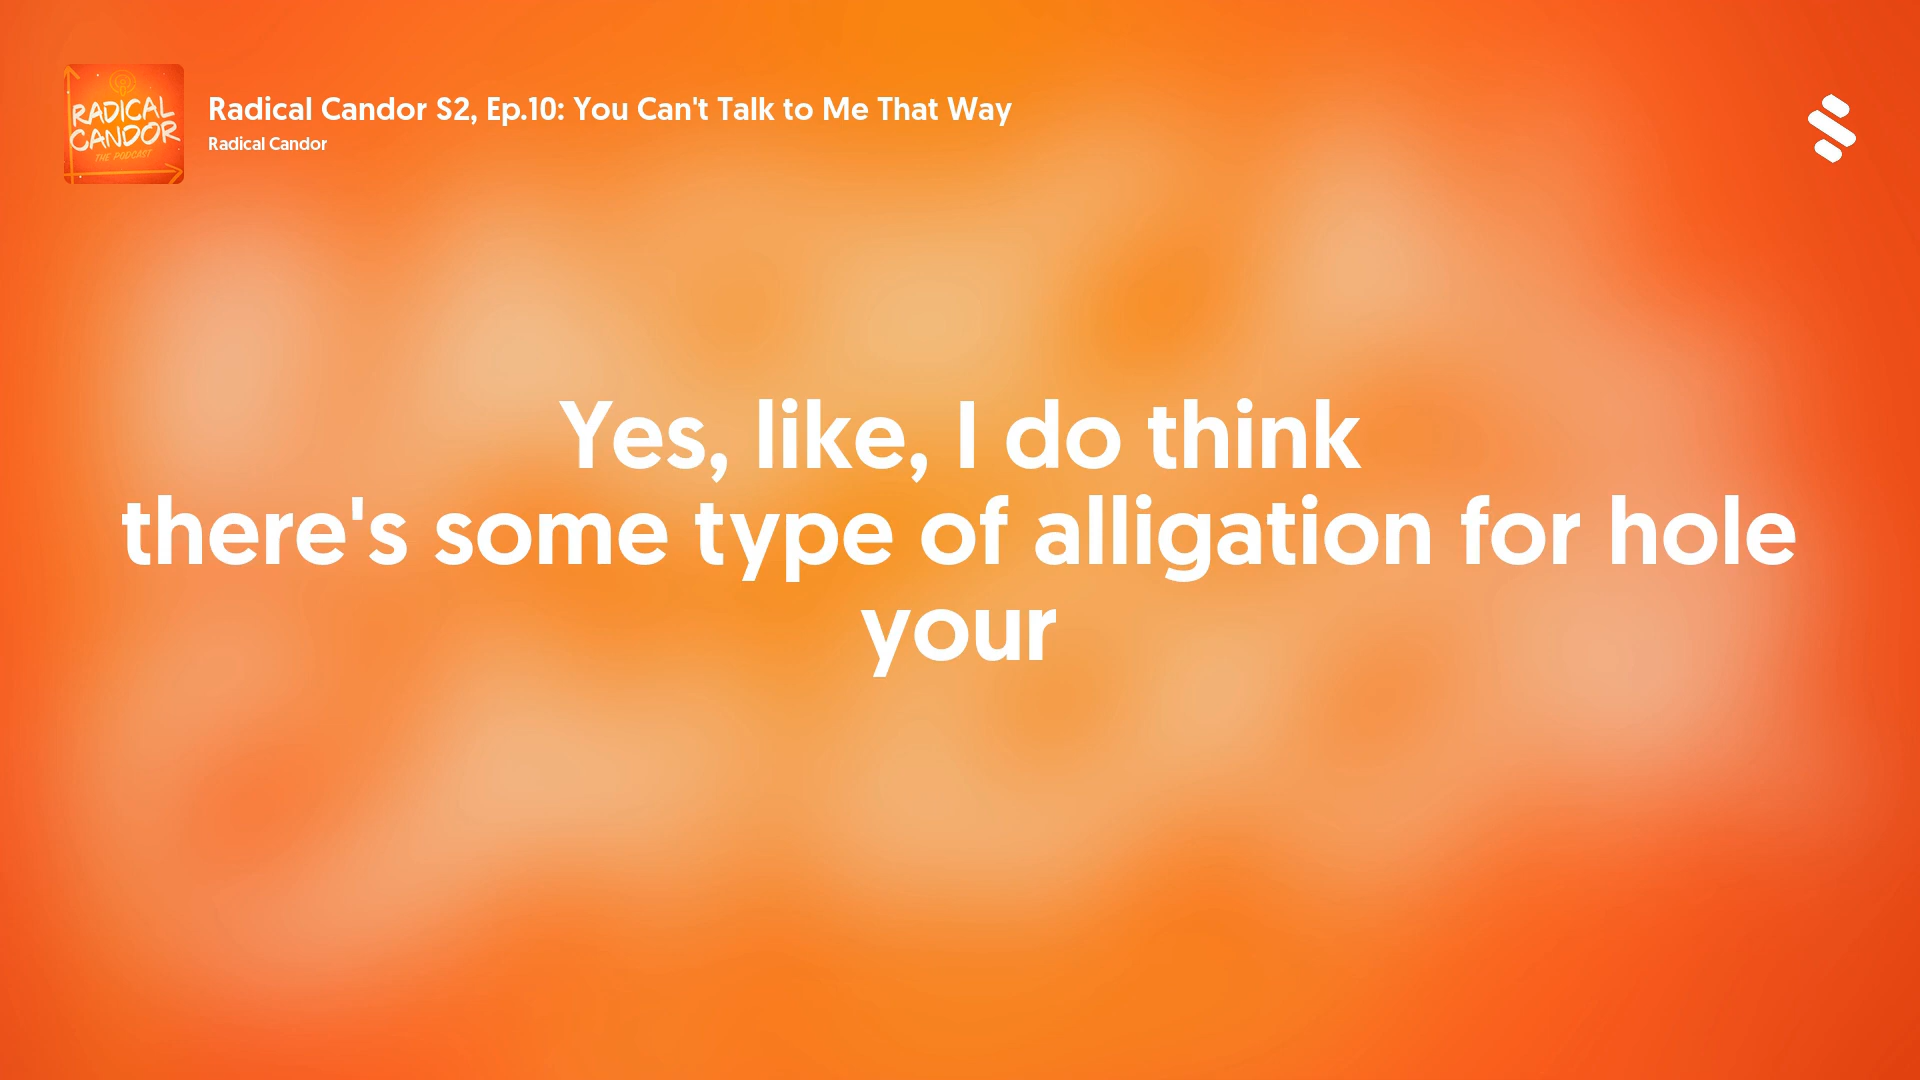 RADICAL
CANDOR
THE PODCAST
Radical Candor S2, Ep.10: You Can't Talk to Me That Way
Radical Candor
Yes, like, I do think
there's some type of alligation for hole
your